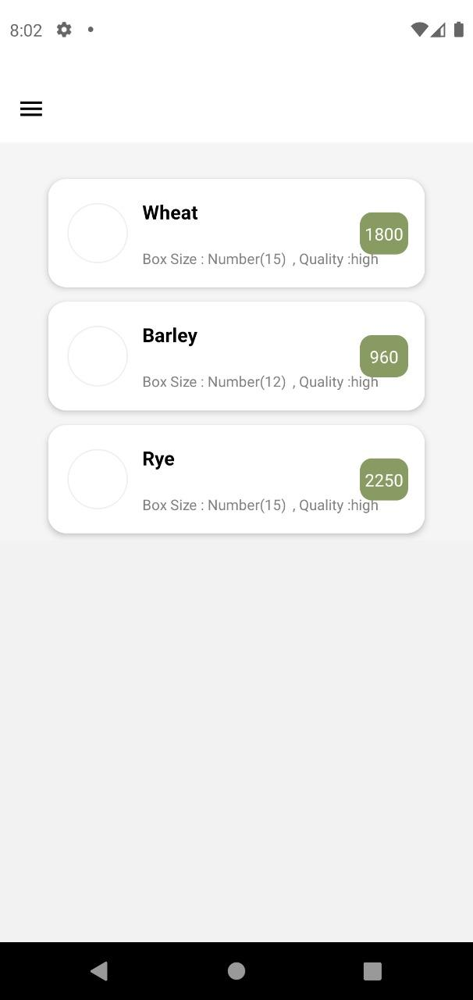 8:02
Wheat
1800
Box Size : Number(15) , Quality :high
Barley
960
Box Size : Number(12) , Quality :high
Rye
2250
Box Size : Number(15) , Quality :high